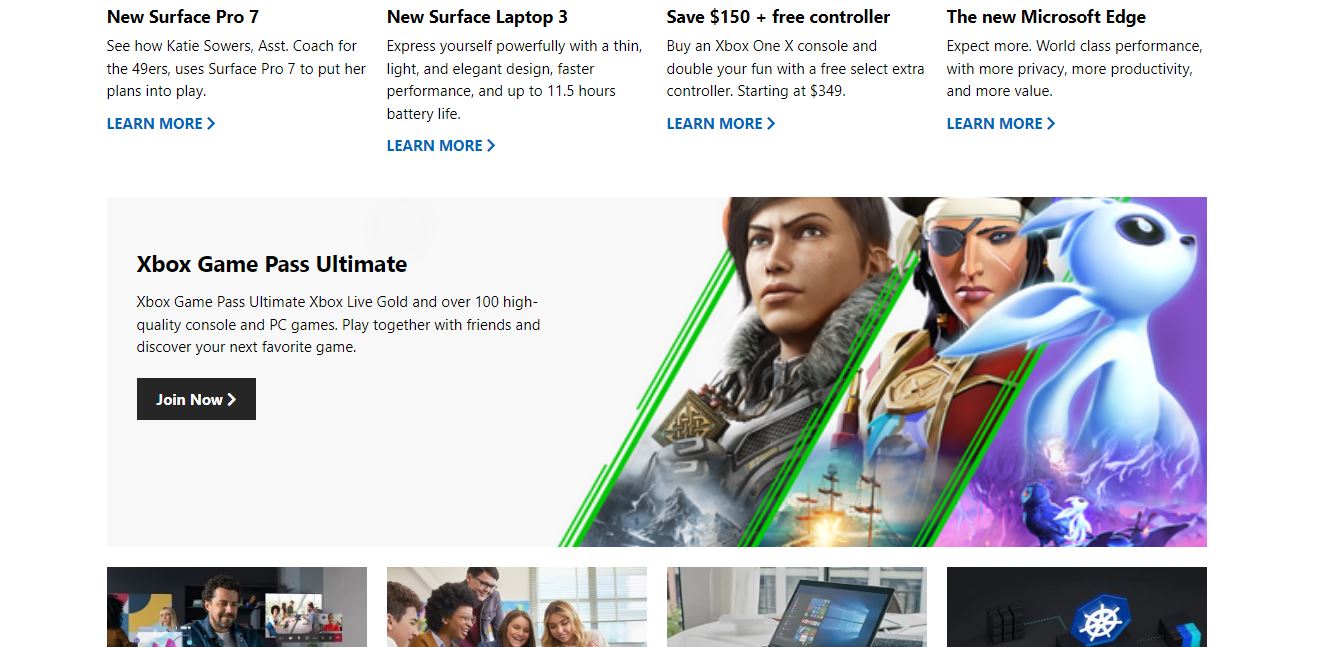 New Surface Pro 7
See how Katie Sowers, Asst. Coach for
the 49ers, uses Surface Pro 7 to put her
plans into play.
LEARN MORE
New Surface Laptop 3
Express yourself powerfully with a thin,
light, and elegant design, faster
performance, and up to 11.5 hours
battery life.
LEARN MORE
Save $150 + free controller
Buy an Xbox One X console and
double your fun with a free select extra
controller. Starting at $349.
LEARN MORE
The new Microsoft Edge
Expect more. World class performance,
with more privacy, more productivity,
and more value.
LEARN MORE
Xbox Game Pass Ultimate
Xbox Game Pass Ultimate Xbox Live Gold and over 100 high-
quality console and PC games. Play together with friends and
discover your next favorite game.
Join Now